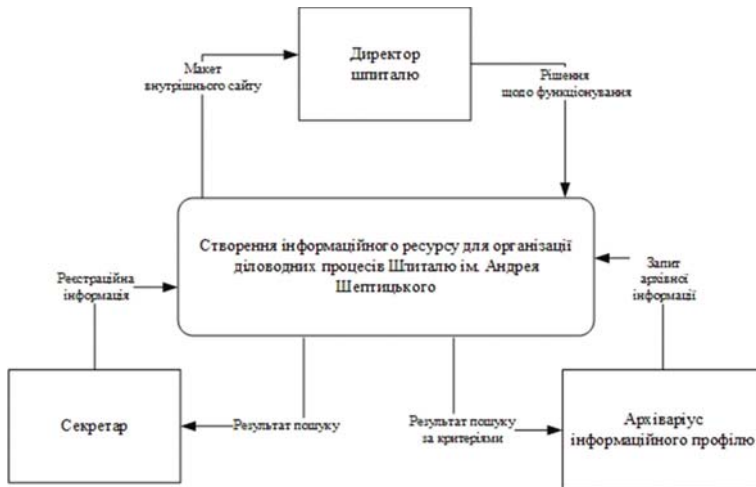 Директор
шпиталю
Макет
внутрішнього сайту
Рішення
щодо функціонування
Створення інформаційного ресурсу для організації
діловодних процесів Шпиталю ім. Андрея
Шептицького
Реєстраційна
інформація
Запит
архівної
інформації
Секретар
Результат пошуку
Результат пошуку
за критеріями
Архіваріус
інформаційного профілю